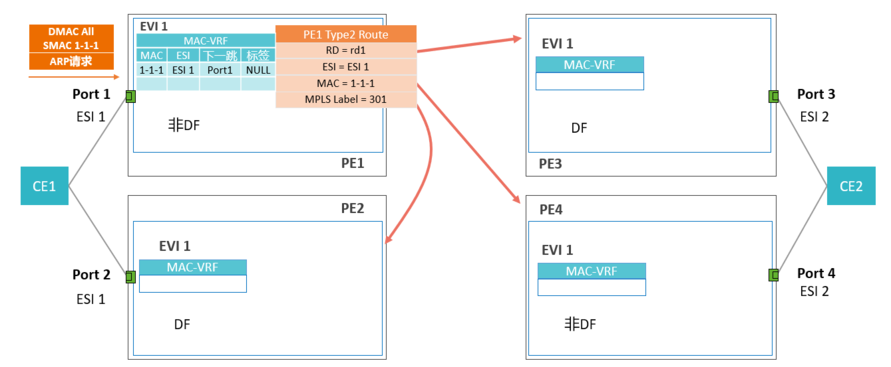 DMAC All
SMAC 1-1-1
ARP请求
EVI 1
MAC-VRF
MAC ESI 下一跳 标签
1-1-1 ESI 1 Port1 NULL
PE1 Type2 Route
RD = rd1
ESI = ESI 1
MAC = 1-1-1
MPLS Label = 301
非DF
PE1
Port 1
ESI 1
CE1
PE2
EVI 1
MAC-VRF
DF
Port 2
ESI 1
EVI 1
MAC-VRF
DF
PE3
Port 3
ESI 2
CE2
PE4
EVI 1
MAC-VRF
非DF
Port 4
ESI 2